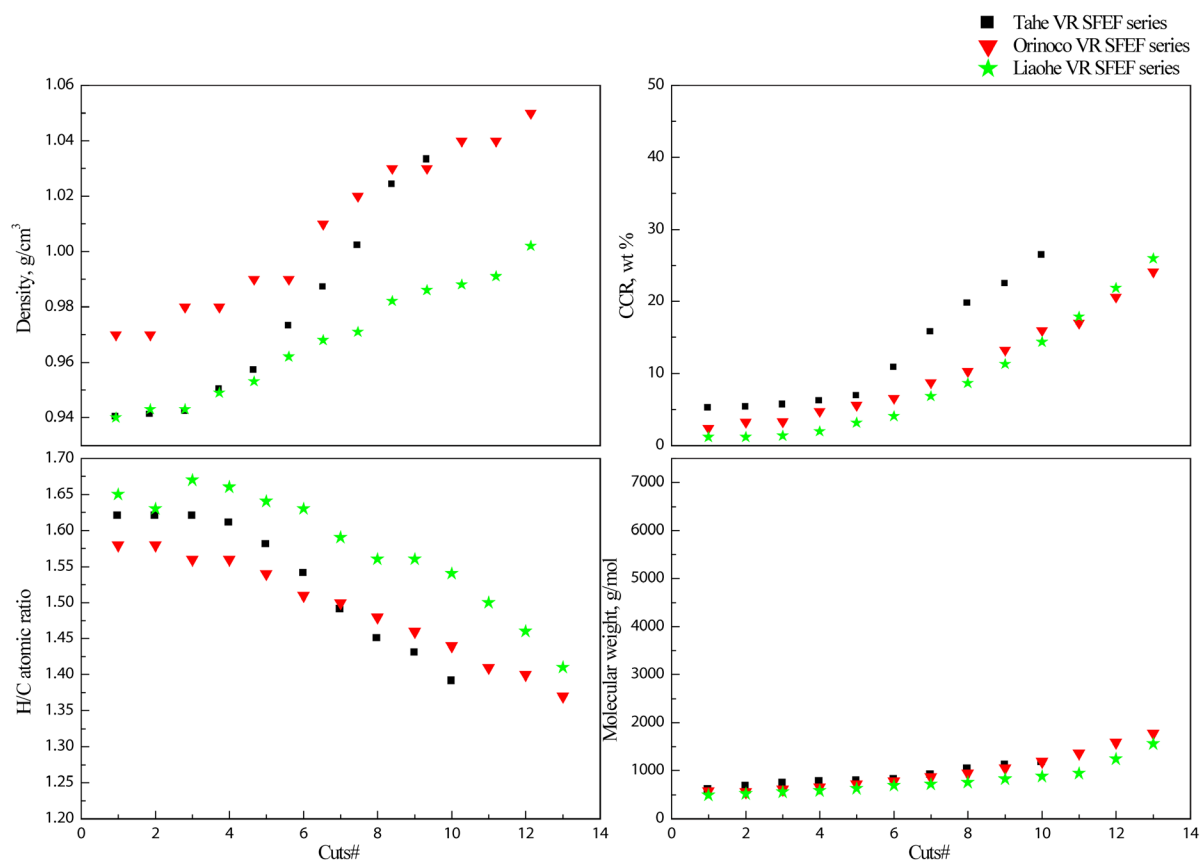 Tahe VR SFEF series
Orinoco VR SFEF series
Liaohe VR SFEF series
Density, g/cm³
1.06
1.04
1.02
1.00
0.98
0.96
0.94
CCR, wt %
50
40
30
20
10
0
H/C atomic ratio
1.70
1.65
1.60
1.55
1.50
1.45
1.40
1.35
1.30
1.25
1.20
0 2 4 6 8 10 12 14
Cuts#
Molecular weight, g/mol
7000
6000
5000
4000
3000
2000
1000
0
0 2 4 6 8 10 12 14
Cuts#